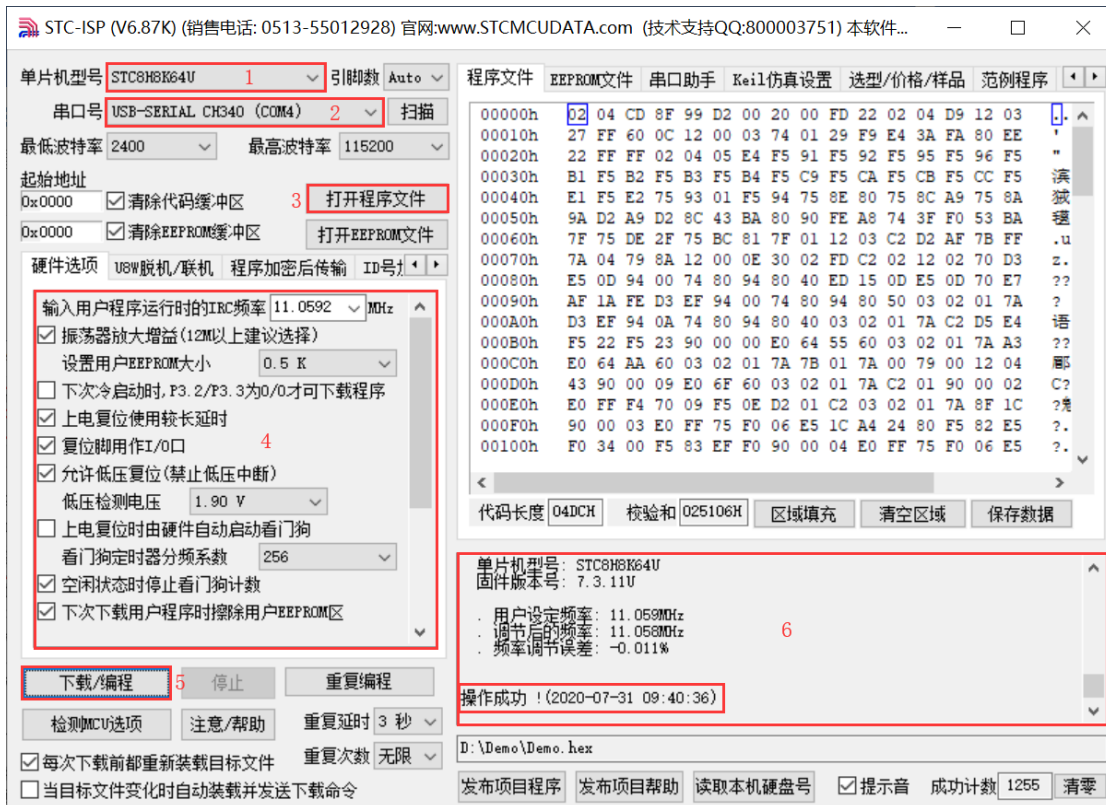 STC-ISP (V6.87K) (销售电话: 0513-55012928) 官网:www.STCMCUDATA.com (技术支持QQ:800003751) 本软件...
单片机型号 STC8H8K64U 1 引脚数 Auto
串口号 USB-SERIAL CH340 (COM4) 2 扫描
最低波特率 2400 最高波特率 115200
起始地址
0x0000 清除代码缓冲区 3 打开程序文件
0x0000 清除EEPROM缓冲区 打开EEPROM文件
硬件选项 U8W脱机/联机 程序加密后传输 ID号
输入用户程序运行时的IRC频率 11.0592 MHz
振荡器放大增益(12M以上建议选择)
设置用户EEPROM大小 0.5 K
下次冷启动时,P3.2/P3.3为0/0才可下载程序
上电复位使用较长延时
复位脚用作I/O口 4
允许低压复位(禁止低压中断)
低压检测电压 1.90 V
上电复位时由硬件自动启动看门狗
看门狗定时器分频系数 256
空闲状态时停止看门狗计数
下次下载用户程序时擦除用户EEPROM区
下载/编程 5 停止 重复编程
检测MCU选项 注意/帮助 重复延时 3 秒
重复次数 无限
每次下载前都重新装载目标文件
当目标文件变化时自动装载并发送下载命令
程序文件 EEPROM文件 串口助手 Keil仿真设置 选型/价格/样品 范例程序
00000h 02 04 CD 8F 99 D2 00 20 00 FD 22 02 04 D9 12 03 ..
00010h 27 FF 60 0C 12 00 03 74 01 29 F9 E4 3A FA 80 EE '
00020h 22 FF FF 02 04 05 E4 F5 91 F5 92 F5 95 F5 96 F5 "
00030h B1 F5 B2 F5 B3 F5 B4 F5 C9 F5 CA F5 CB F5 CC F5 滨
00040h E1 F5 E2 75 93 01 F5 94 75 8E 80 75 8C A9 75 8A
00050h 9A D2 A9 D2 8C 43 BA 80 90 FE A8 74 3F F0 53 BA
00060h 7F 75 DE 2F 75 BC 81 7F 01 12 03 C2 D2 AF 7B FF .u
00070h 7A 04 79 8A 12 00 0E 30 02 FD C2 02 12 02 70 D3 z.
00080h E5 0D 94 00 74 80 94 80 40 ED 15 0D E5 0D 70 E7 ??
00090h AF 1A FE D3 EF 94 00 74 80 94 80 50 03 02 01 7A ?
000A0h D3 EF 94 0A 74 80 94 80 40 03 02 01 7A C2 D5 E4 语
000B0h F5 22 F5 23 90 00 00 E0 64 55 60 03 02 01 7A A3 ??
000C0h E0 64 AA 60 03 02 01 7A 7B 01 7A 00 79 00 12 04
000D0h 43 90 00 09 E0 6F 60 03 02 01 7A C2 01 90 00 02 C?
000E0h E0 FF F4 70 09 F5 0E D2 01 C2 03 02 01 7A 8F 1C ?
000F0h 90 00 03 E0 FF 75 F0 06 E5 1C A4 24 80 F5 82 E5 ?.
00100h F0 34 00 F5 83 EF F0 90 00 04 E0 FF 75 F0 06 E5 ?.
代码长度 04DCH 校验和 025106H 区域填充 清空区域 保存数据
单片机型号: STC8H8K64U
固件版本号: 7.3.11U
. 用户设定频率: 11.059MHz
. 调节后的频率: 11.058MHz 6
. 频率调节误差: -0.011%
操作成功 !(2020-07-31 09:40:36)
D:\Demo\Demo.hex
发布项目程序 发布项目帮助 读取本机硬盘号 提示音 成功计数 1255 清零